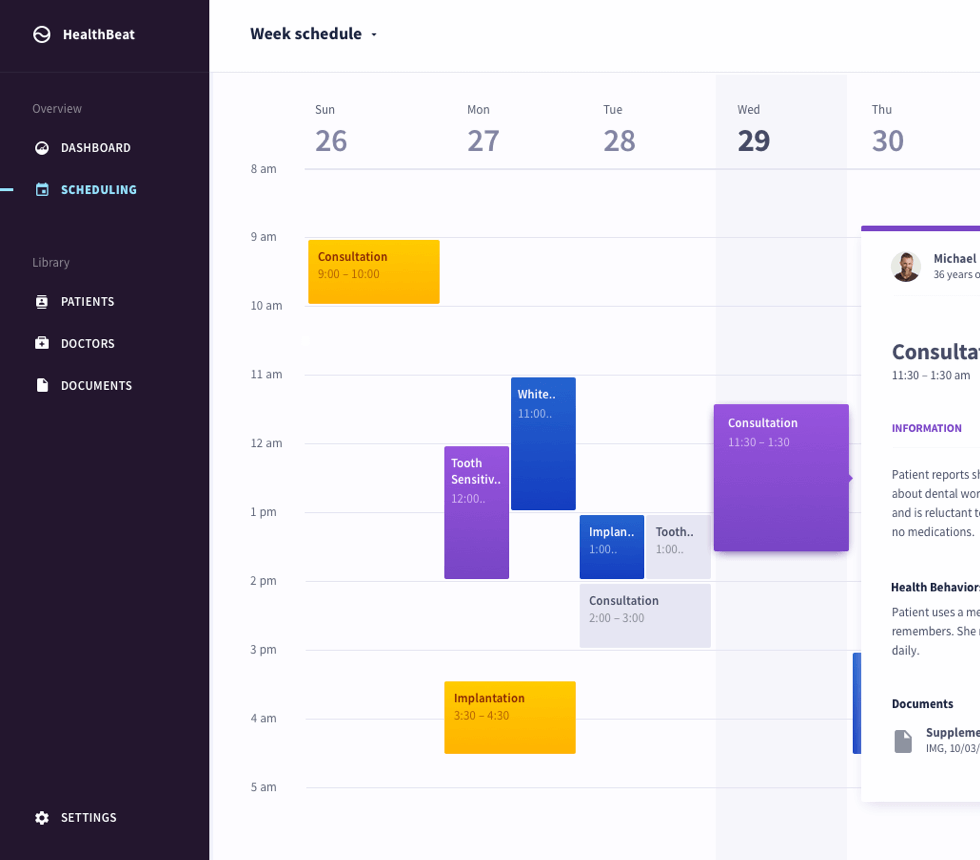 HealthBeat
Week schedule
Overview
DASHBOARD
SCHEDULING
Library
PATIENTS
DOCTORS
DOCUMENTS
SETTINGS
Sun Mon Tue Wed Thu
26 27 28 29 30
8 am
9 am
10 am
11 am
12 am
1 pm
2 pm
3 pm
4 am
5 am
Consultation
9:00 – 10:00
White..
11:00..
Tooth
Sensitiv..
12:00..
Implantation
3:30 – 4:30
Implan..
1:00..
Tooth..
1:00..
Consultation
2:00 – 3:00
Consultation
11:30 – 1:30
Michael
36 years o
Consulta
11:30 – 1:30 am
INFORMATION
Patient reports sh
about dental wor
and is reluctant to
no medications.
Health Behavior
Patient uses a me
remembers. She
daily.
Documents
Suppleme
IMG, 10/03/